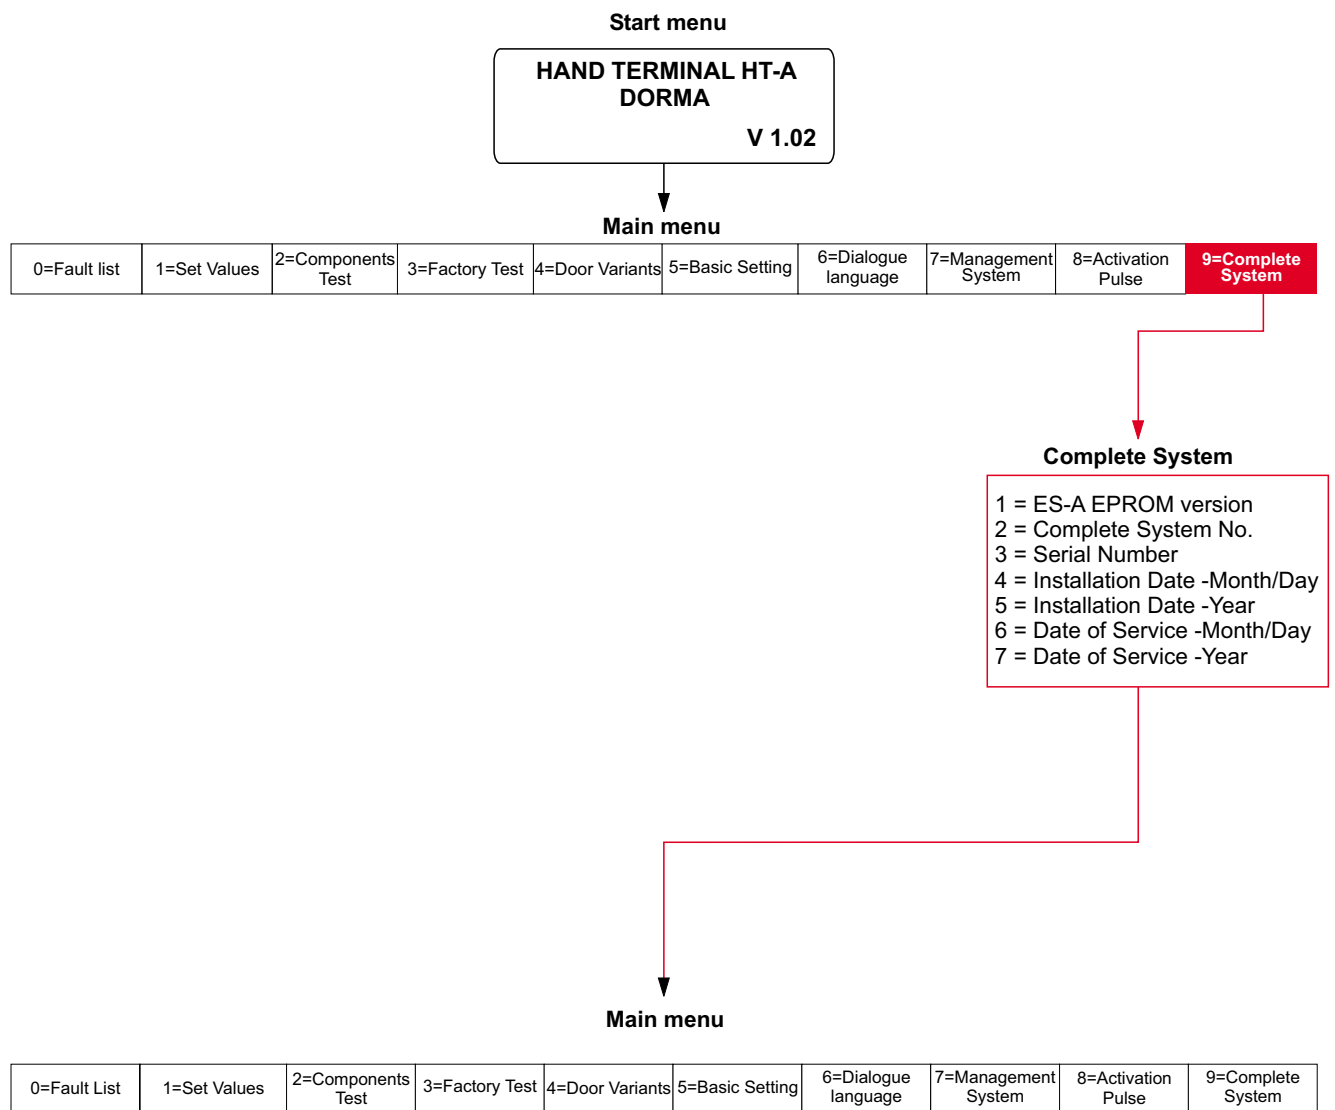 Start menu
HAND TERMINAL HT-A
DORMA
V 1.02
Main menu
0=Fault list
1=Set Values
2=Components
Test
3=Factory Test
4=Door Variants
5=Basic Setting
6=Dialogue
language
7=Management
System
8=Activation
Pulse
9=Complete
System
Complete System
1 = ES-A EPROM version
2 = Complete System No.
3 = Serial Number
4 = Installation Date -Month/Day
5 = Installation Date -Year
6 = Date of Service -Month/Day
7 = Date of Service -Year
Main menu
0=Fault List
1=Set Values
2=Components
Test
3=Factory Test
4=Door Variants
5=Basic Setting
6=Dialogue
language
7=Management
System
8=Activation
Pulse
9=Complete
System